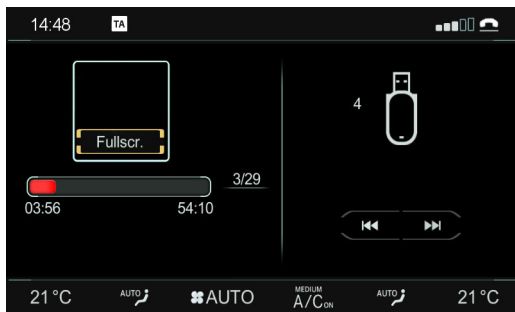 14:48 TA
4
Fullscr.
3/29
03:56 54:10
21 °C AUTO AUTO MEDIUM A/C ON AUTO 21 °C